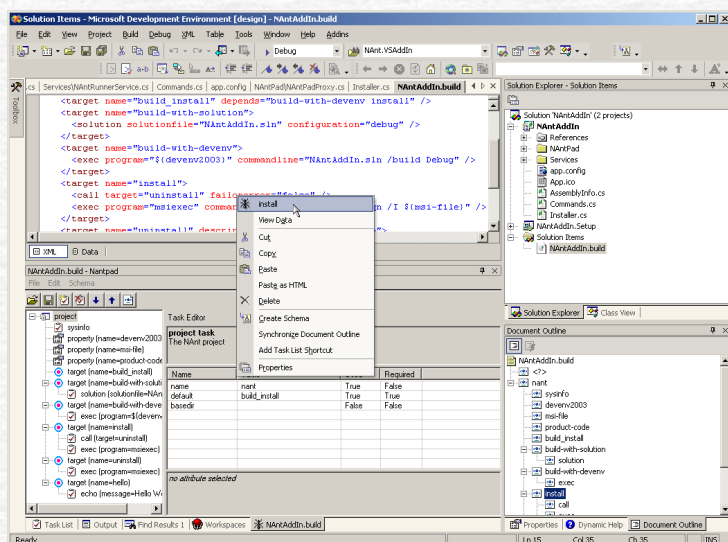 Solution Items - Microsoft Development Environment [design] - NAntAddIn.build
File Edit View Project Build Debug XML Table Tools Window Help Addins
Debug NAnt.VSAddin
.cs Services\NAntRunnerService.cs Commands.cs app.config NAntPad\NAntPadProxy.cs Installer.cs NAntAddIn.build
Toolbox
<target name="build_install" depends="build-with-devenv install" />
<target name="build-with-solution">
<solution solutionfile="NAntAddIn.sln" configuration="debug" />
</target>
<target name="build-with-devenv">
<exec program="$(devenv2003)" commandline="NAntAddIn.sln /build Debug" />
</target>
<target name="install">
<call target="uninstall" failonerror="false" />
<exec program="msiexec" comman /I $(msi-file)" />
</target>
<target name="uninstall" descri
XML Data
install
View Data
Cut
Copy
Paste
Paste as HTML
Delete
Create Schema
Synchronize Document Outline
Add Task List Shortcut
Properties
NAntAddIn.build - Nantpad
File Edit Schema
project
sysinfo
property (name=devenv2003
property (name=msi-file)
property (name=product-code
target (name=build_install)
target (name=build-with-soluti
solution (solutionfile=NAn
target (name=build-with-deve
exec (program=$(deven
target (name=install)
call (target=uninstall)
exec (program=msiexec)
target (name=uninstall)
exec (program=msiexec)
target (name=hello)
echo (message=Hello W
Task Editor
project task
The NAnt project
Name Required
name nant True False
default build_install True True
basedir False False
no attribute selected
Task List Output Find Results 1 Workspaces NAntAddIn.build
Solution Explorer - Solution Items
Solution 'NAntAddIn' (2 projects)
NAntAddIn
References
NantPad
Services
app.config
App.ico
AssemblyInfo.cs
Commands.cs
Installer.cs
NAntAddIn.Setup
Solution Items
NAntAddIn.build
Solution Explorer Class View
Document Outline
NAntAddIn.build
<?>
nant
sysinfo
devenv2003
msi-file
product-code
build_install
build-with-solution
solution
build-with-devenv
exec
install
call
Properties Dynamic Help Document Outline
Ready Ln 15 Col 35 Ch 35 INS